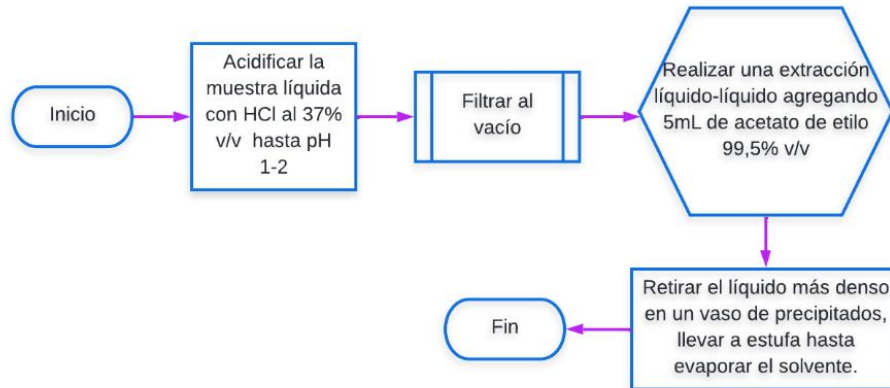 Inicio
Acidificar la
muestra líquida
con HCl al 37%
v/v hasta pH
1-2
Filtrar al
vacío
Realizar una extracción
líquido-líquido agregando
5mL de acetato de etilo
99,5% v/v
Retirar el líquido más denso
en un vaso de precipitados,
llevar a estufa hasta
evaporar el solvente.
Fin